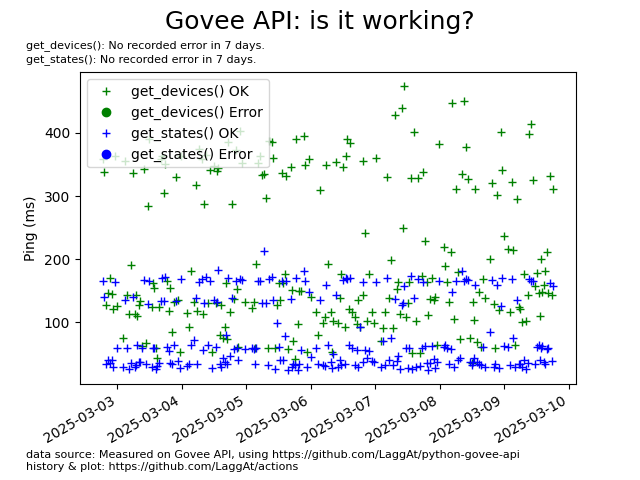 Govee API: is it working?
get_devices(): No recorded error in 7 days.
get_states(): No recorded error in 7 days.
get_devices() OK
get_devices() Error
get_states() OK
get_states() Error
Ping (ms)
400
300
200
100
2025-03-03
2025-03-04
2025-03-05
2025-03-06
2025-03-07
2025-03-08
2025-03-09
2025-03-10
data source: Measured on Govee API, using https://github.com/LaggAt/python-govee-api
history & plot: https://github.com/LaggAt/actions